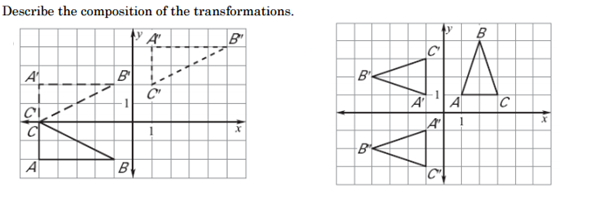 Describe the composition of the transformations.
y
A"
B"
A'
B'
C"
1
C'
C
1
x
A
B
y
B
C'
B'
1
A'
A
C
A"
1
x
B"
C"